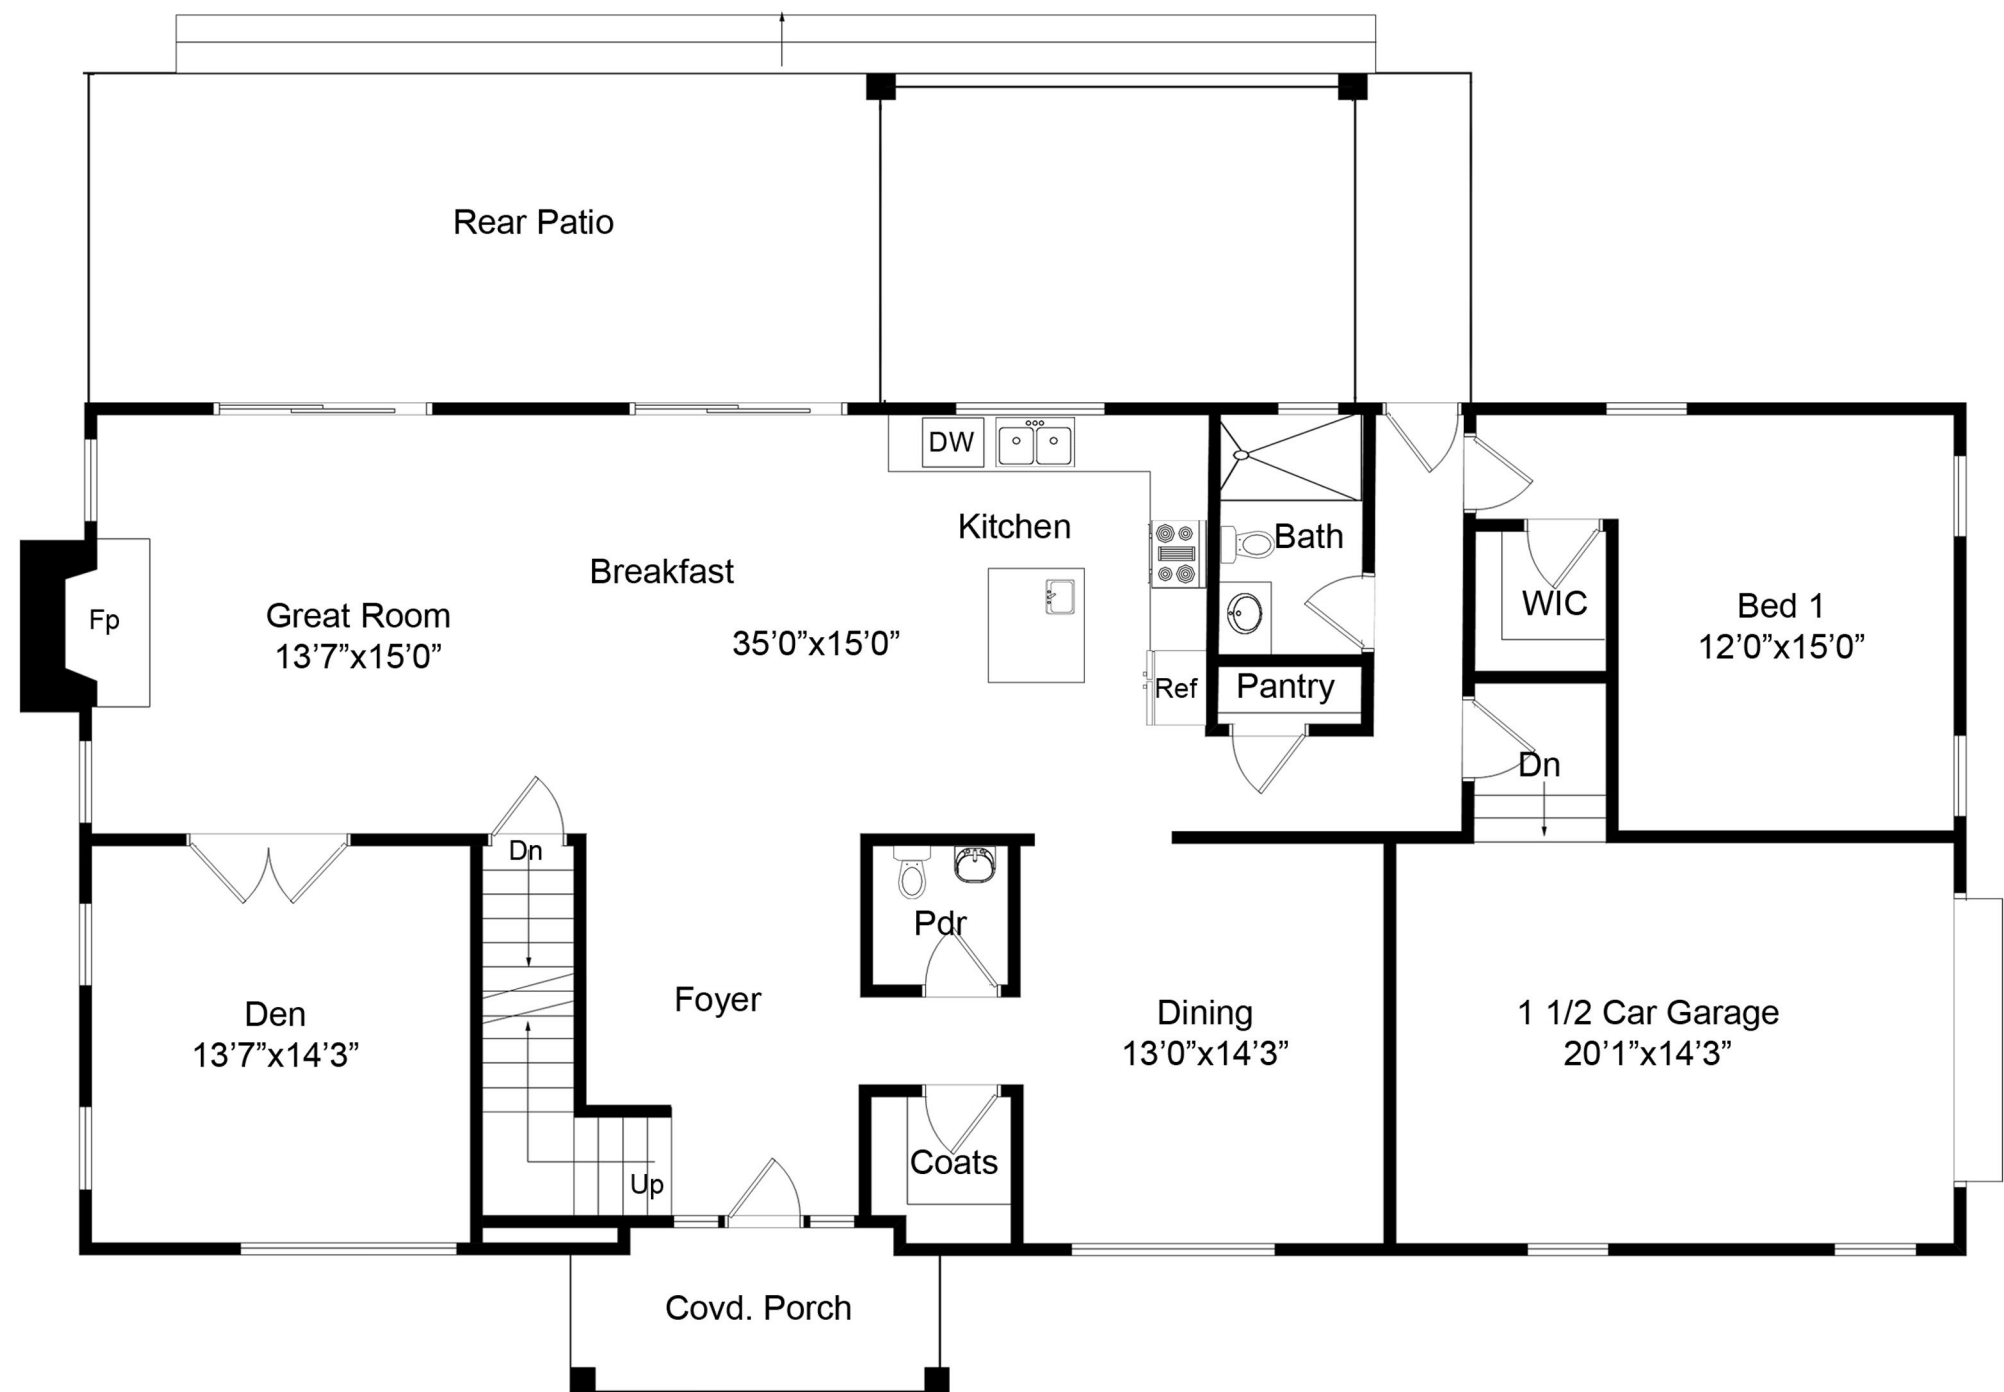 Rear Patio
DW
Kitchen
Bath
Breakfast
Great Room
13'7”x15'0”
Fp
35'0”x15'0”
WIC
Bed 1
12'0”x15'0”
Ref
Pantry
Dn
Dn
Pdr
Foyer
Den
13'7”x14'3”
Dining
13'0”x14'3”
1 1/2 Car Garage
20'1”x14'3”
Coats
Up
Covd. Porch